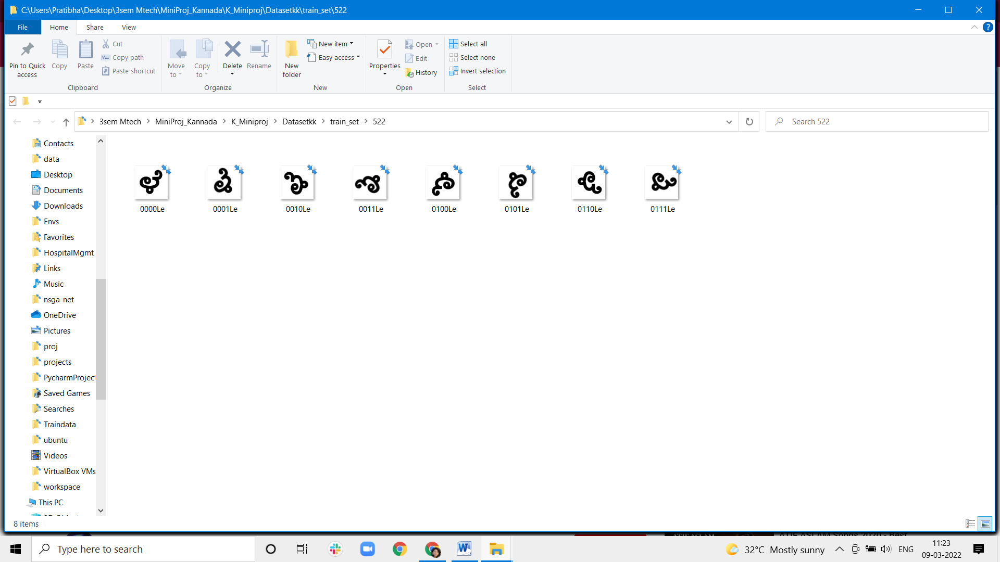 C:\Users\Pratibha\Desktop\3sem Mtech\MiniProj_Kannada\K_Miniproj\Datasetkk\train_set\522
File Home Share View
Pin to Quick access
Copy
Paste
Cut
Copy path
Paste shortcut
Clipboard
Move to
Copy to
Delete
Rename
Organize
New folder
New item
Easy access
New
Properties
Open
Edit
History
Open
Select all
Select none
Invert selection
Select
3sem Mtech > MiniProj_Kannada > K_Miniproj > Datasetkk > train_set > 522
Search 522
Contacts
data
Desktop
Documents
Downloads
Envs
Favorites
HospitalMgmt
Links
Music
nsga-net
OneDrive
Pictures
proj
projects
PycharmProject
Saved Games
Searches
Traindata
ubuntu
Videos
VirtualBox VMs
workspace
This PC
0000Le 0001Le 0010Le 0011Le 0100Le 0101Le 0110Le 0111Le
8 items
Type here to search
32°C Mostly sunny
ENG
11:23
09-03-2022